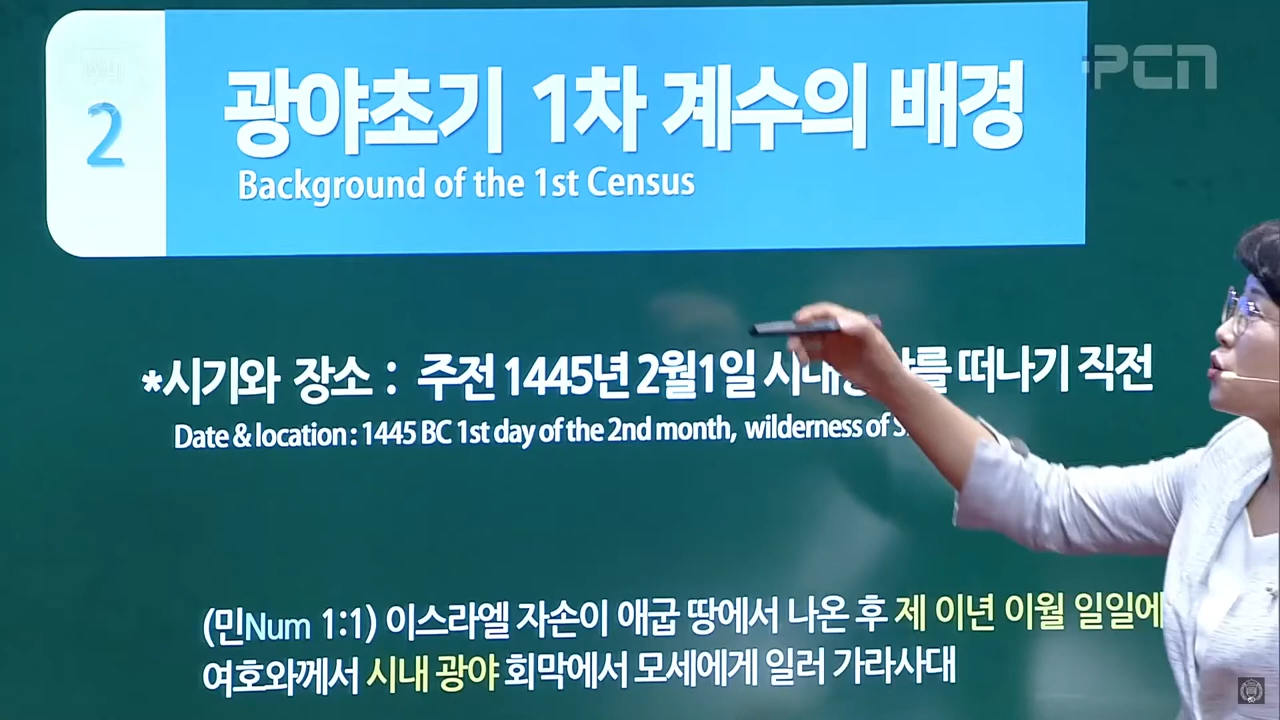 PCN
2
광야초기 1차 계수의 배경
Background of the 1st Census
*시기와 장소 : 주전 1445년 2월1일 떠나기 직전
Date & location : 1445 BC 1st day of the 2nd month, wilderness of
(민Num 1:1) 이스라엘 자손이 애굽 땅에서 나온 후 제 이년 이월 일일에
여호와께서 시내 광야 회막에서 모세에게 일러 가라사대